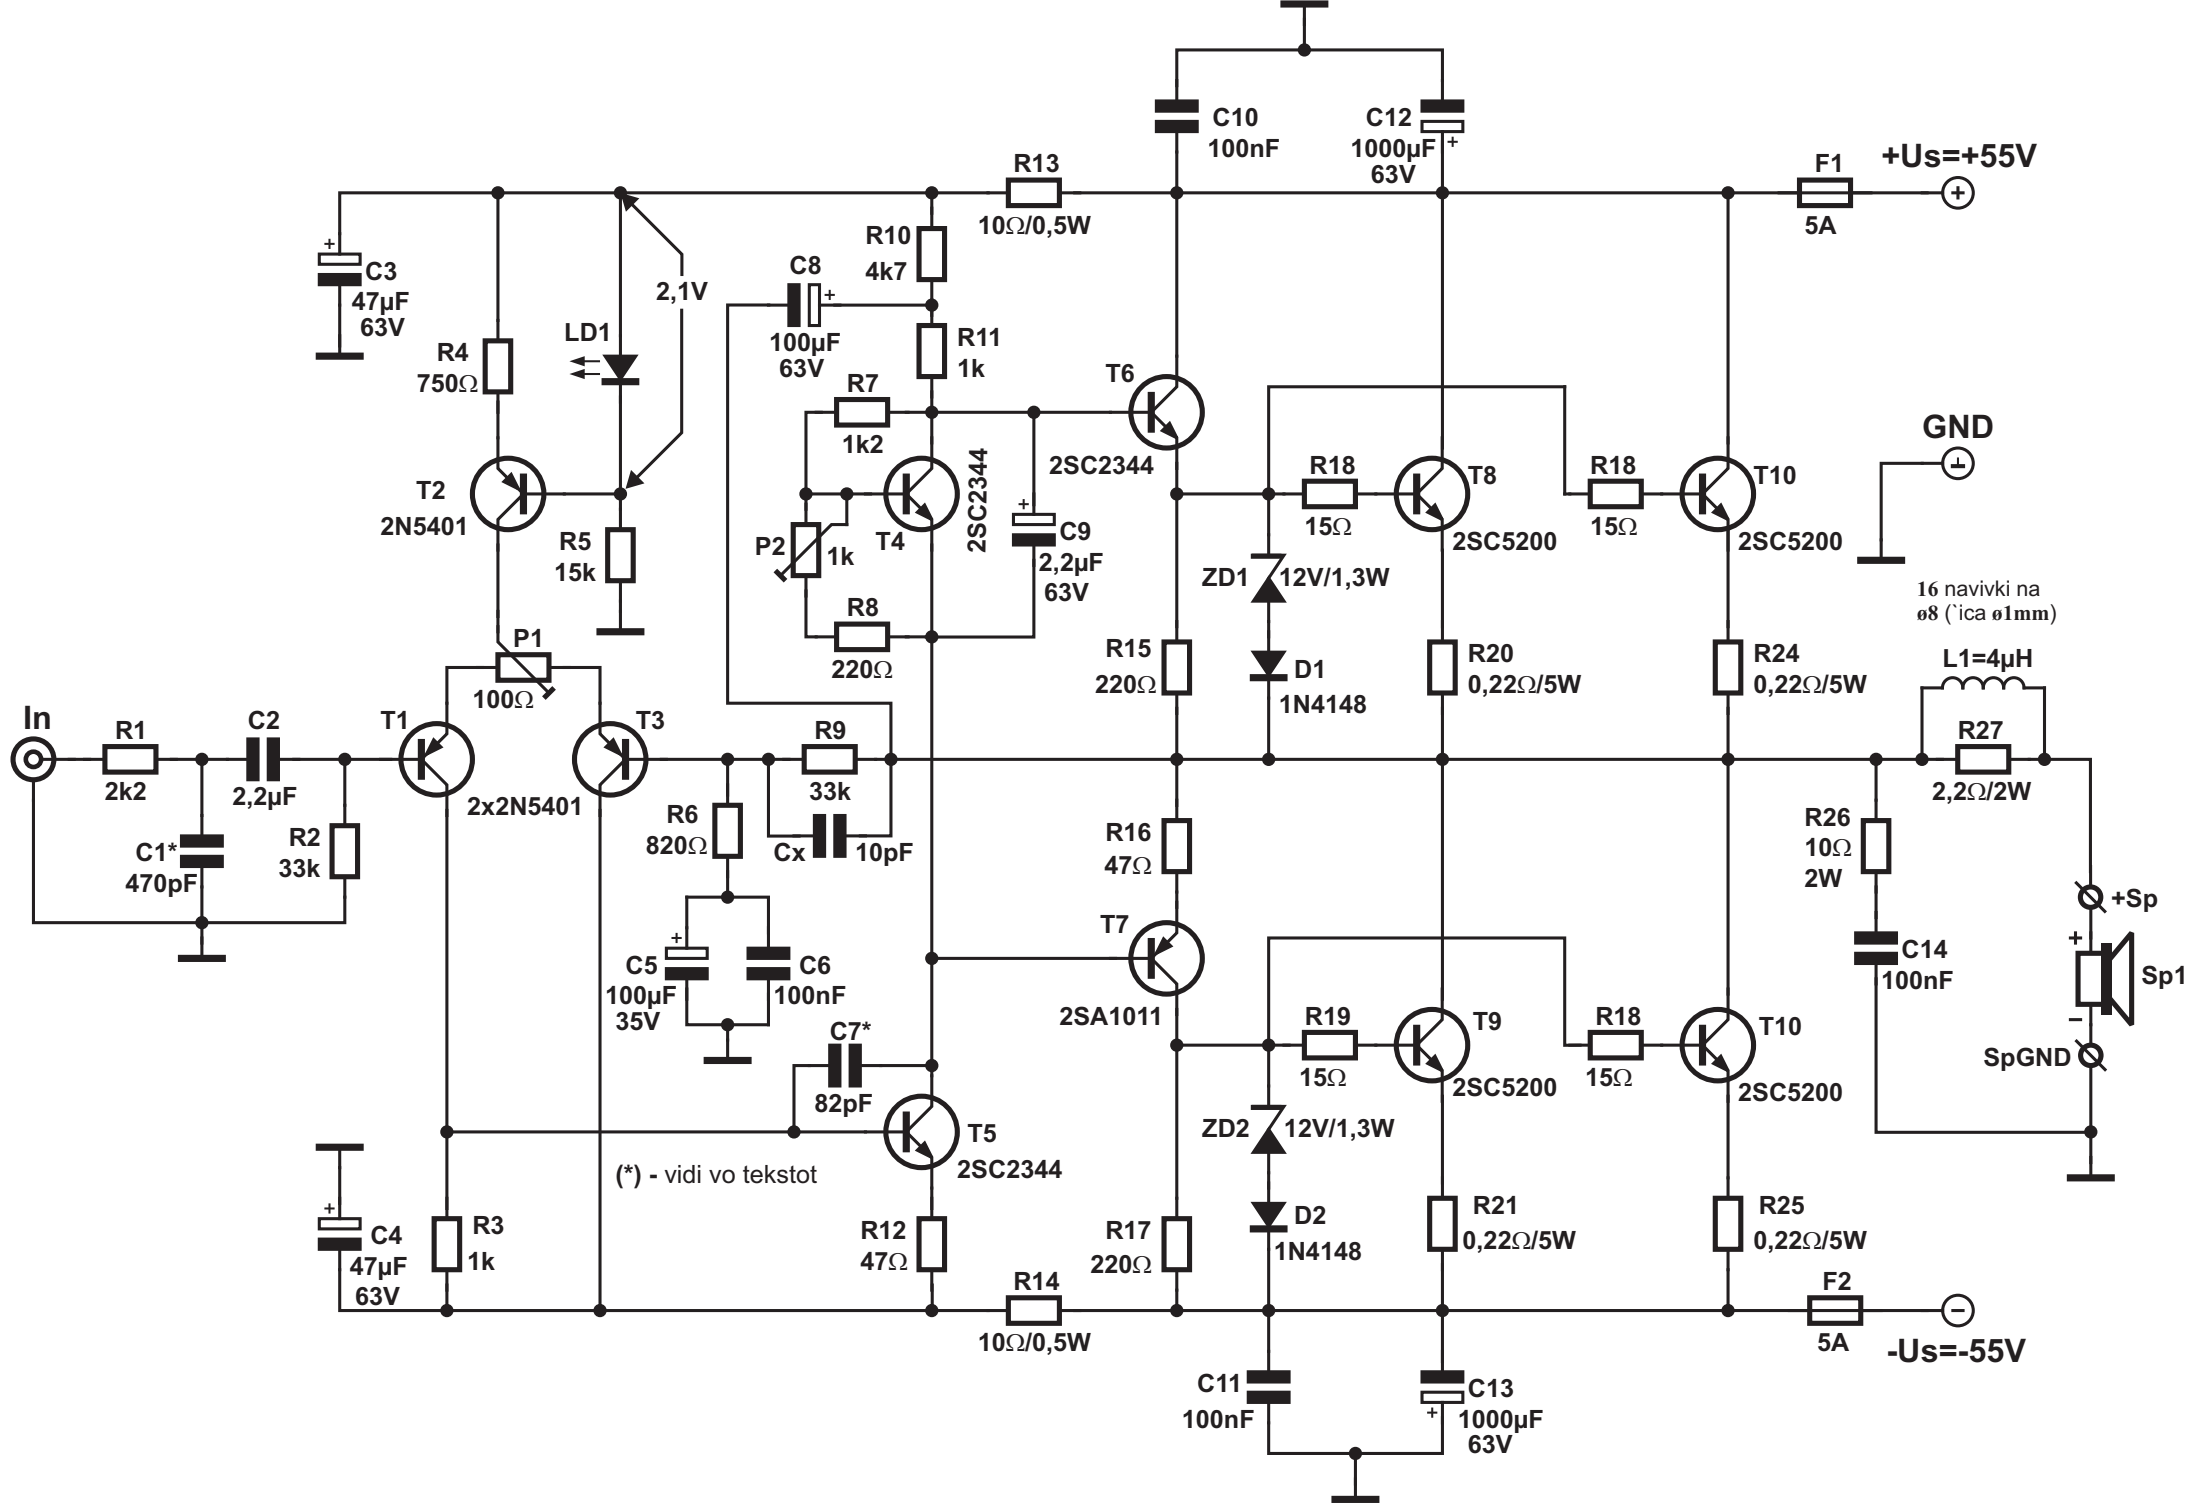 C10
100nF
C12
1000µF
+
63V
+Us=+55V
F1
+
5A
R13
10Ω/0,5W
+
C3
47µF
63V
R10
4k7
C8
+
100µF
63V
2,1V
LD1
R4
750Ω
R11
1k
R7
1k2
T6
2SC2344
T2
2N5401
R5
15k
P2
1k
T4
2SC2344
+
C9
2,2µF
63V
R18
15Ω
T8
2SC5200
R18
15Ω
T10
2SC5200
GND
ZD1
12V/1,3W
16 navivki na
ø8 (`ica ø1mm)
R8
220Ω
P1
100Ω
R15
220Ω
D1
1N4148
R20
0,22Ω/5W
R24
0,22Ω/5W
L1=4µH
In
R1
2k2
C2
2,2µF
T1
2x2N5401
T3
R9
33k
R27
2,2Ω/2W
C1*
470pF
R2
33k
R6
820Ω
Cx
10pF
R16
47Ω
R26
10Ω
2W
+Sp
T7
2SA1011
+
C5
100µF
35V
C6
100nF
C14
100nF
+
Sp1
–
SpGND
C7*
82pF
R19
15Ω
T9
2SC5200
R18
15Ω
T10
2SC5200
T5
2SC2344
ZD2
12V/1,3W
(*) - vidi vo tekstot
+
C4
47µF
63V
R3
1k
R12
47Ω
R17
220Ω
D2
1N4148
R21
0,22Ω/5W
R25
0,22Ω/5W
R14
10Ω/0,5W
F2
5A
–
-Us=-55V
C11
100nF
C13
+
1000µF
63V